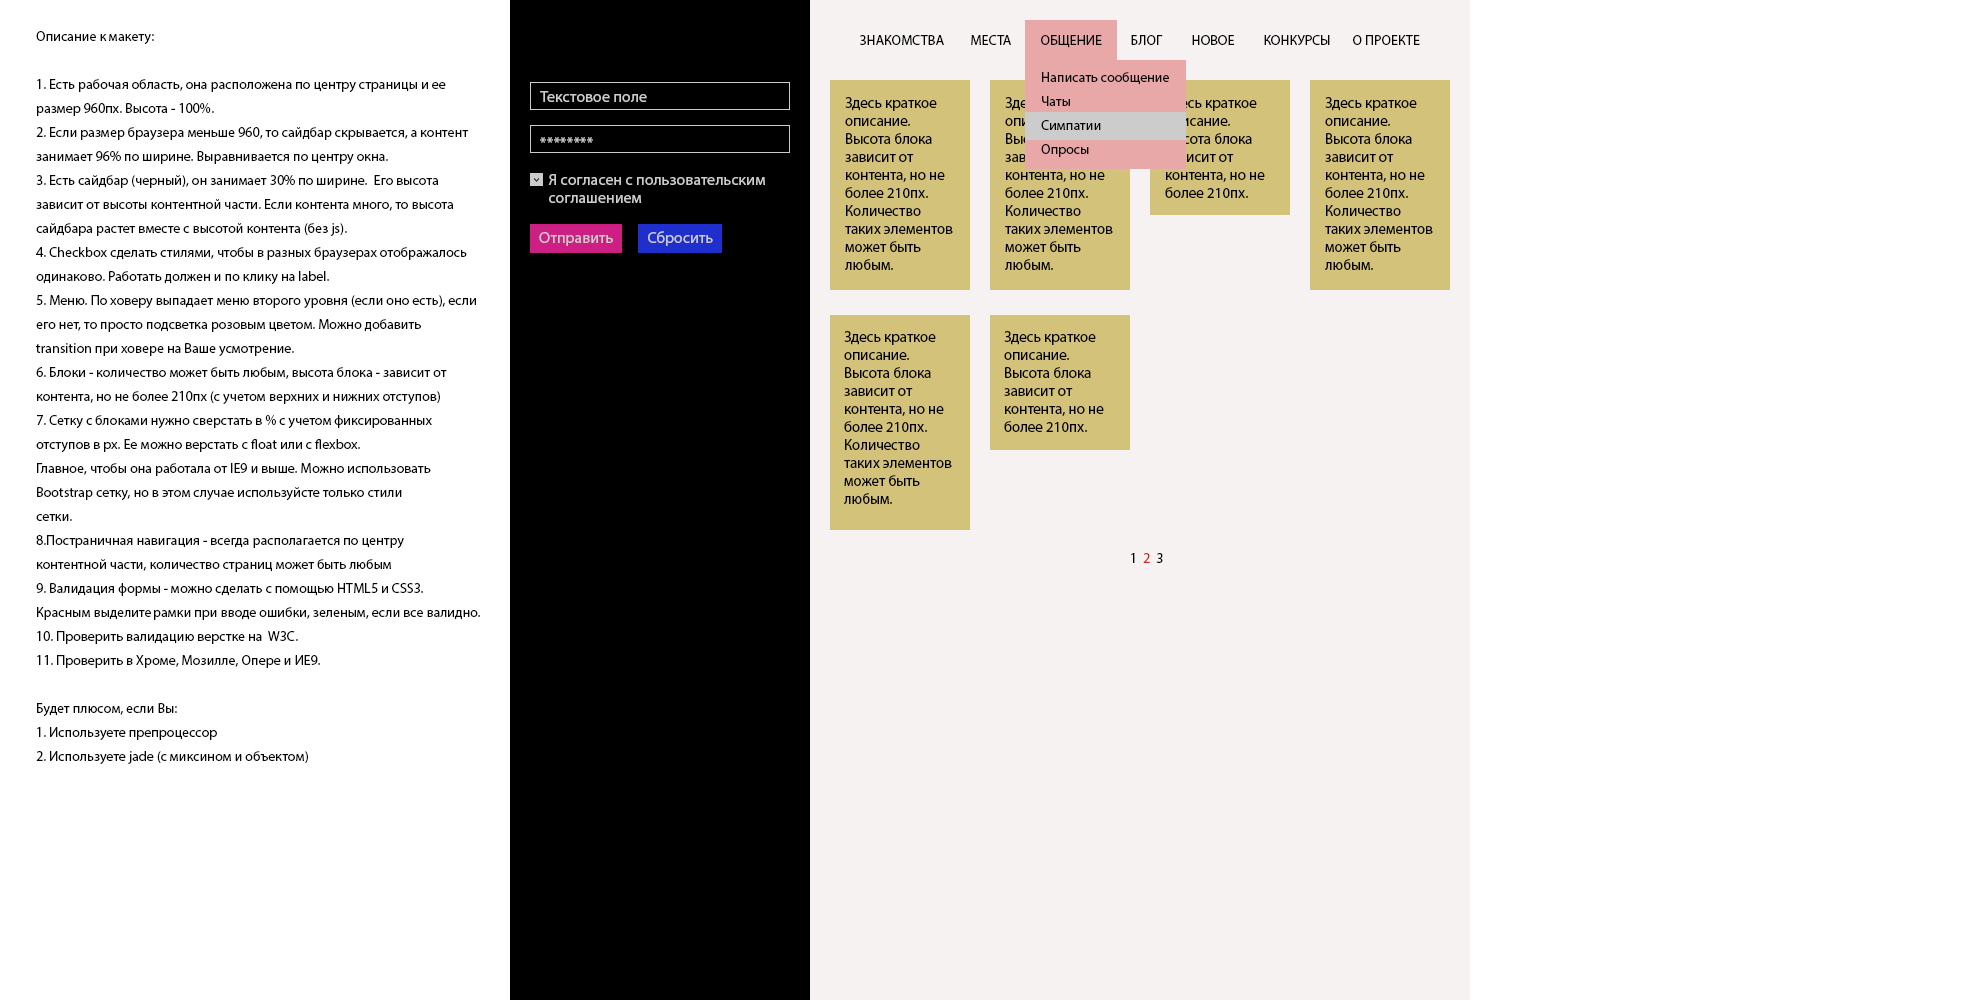 Описание к макету:
1. Есть рабочая область, она расположена по центру страницы и ее
размер 960пх. Высота - 100%.
2. Если размер браузера меньше 960, то сайдбар скрывается, а контент
занимает 96% по ширине. Выравнивается по центру окна.
3. Есть сайдбар (черный), он занимает 30% по ширине.  Его высота
зависит от высоты контентной части. Если контента много, то высота
сайдбара растет вместе с высотой контента (без js).
4. Checkbox сделать стилями, чтобы в разных браузерах отображалось
одинаково. Работать должен и по клику на label.
5. Меню. По ховеру выпадает меню второго уровня (если оно есть), если
его нет, то просто подсветка розовым цветом. Можно добавить
transition при ховере на Ваше усмотрение.
6. Блоки - количество может быть любым, высота блока - зависит от
контента, но не более 210пх (с учетом верхних и нижних отступов)
7. Сетку с блоками нужно сверстать в % с учетом фиксированных
отступов в px. Ее можно верстать с float или с flexbox.
Главное, чтобы она работала от IE9 и выше. Можно использовать
Bootstrap сетку, но в этом случае используйсте только стили
сетки.
8.Постраничная навигация - всегда располагается по центру
контентной части, количество страниц может быть любым
9. Валидация формы - можно сделать с помощью HTML5 и CSS3.
Красным выделите рамки при вводе ошибки, зеленым, если все валидно.
10. Проверить валидацию верстке на  W3C.
11. Проверить в Хроме, Мозилле, Опере и ИЕ9.
Будет плюсом, если Вы:
1. Используете препроцессор
2. Используете jade (с миксином и объектом)
Текстовое поле
********
Я согласен с пользовательским
соглашением
Отправить
Сбросить
ЗНАКОМСТВА МЕСТА ОБЩЕНИЕ БЛОГ НОВОЕ КОНКУРСЫ О ПРОЕКТЕ
Написать сообщение
Чаты
Симпатии
Опросы
Здесь краткое
описание.
Высота блока
зависит от
контента, но не
более 210пх.
Количество
таких элементов
может быть
любым.
контента, но не
более 210пх.
Количество
таких элементов
может быть
любым.
краткое
блока
от
контента, но не
более 210пх.
Здесь краткое
описание.
Высота блока
зависит от
контента, но не
более 210пх.
Количество
таких элементов
может быть
любым.
Здесь краткое
описание.
Высота блока
зависит от
контента, но не
более 210пх.
Количество
таких элементов
может быть
любым.
Здесь краткое
описание.
Высота блока
зависит от
контента, но не
более 210пх.
1 2 3